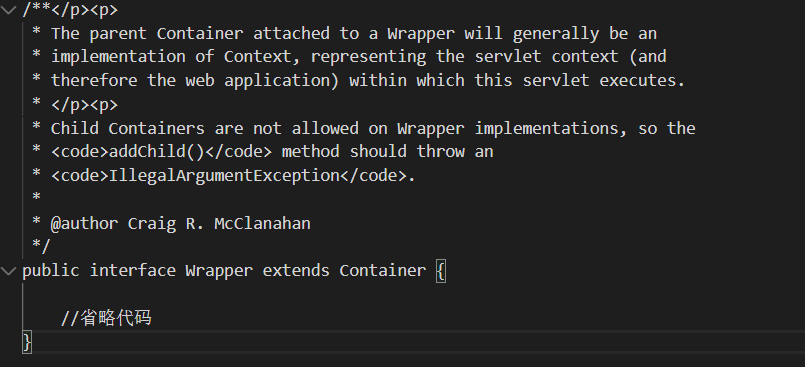 /**</p><p>
 * The parent Container attached to a Wrapper will generally be an
 * implementation of Context, representing the servlet context (and
 * therefore the web application) within which this servlet executes.
 * </p><p>
 * Child Containers are not allowed on Wrapper implementations, so the
 * <code>addChild()</code> method should throw an
 * <code>IllegalArgumentException</code>.
 *
 * @author Craig R. McClanahan
 */
public interface Wrapper extends Container {
    //省略代码
}